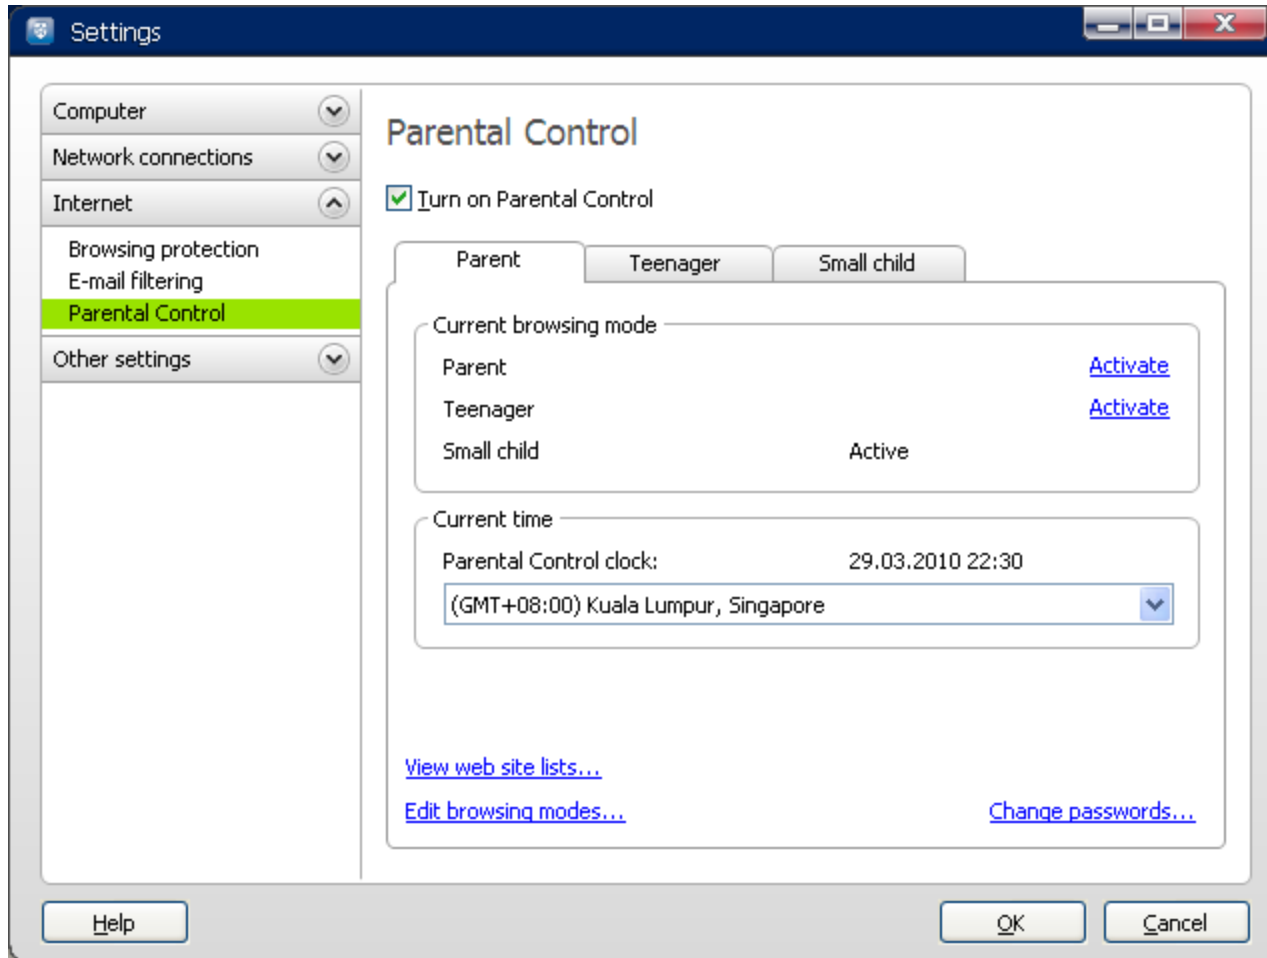 Settings
Computer
Network connections
Internet
Browsing protection
E-mail filtering
Parental Control
Other settings
Parental Control
Turn on Parental Control
Parent Teenager Small child
Current browsing mode
Parent Activate
Teenager Activate
Small child Active
Current time
Parental Control clock: 29.03.2010 22:30
(GMT+08:00) Kuala Lumpur, Singapore
View web site lists...
Edit browsing modes... Change passwords...
Help OK Cancel